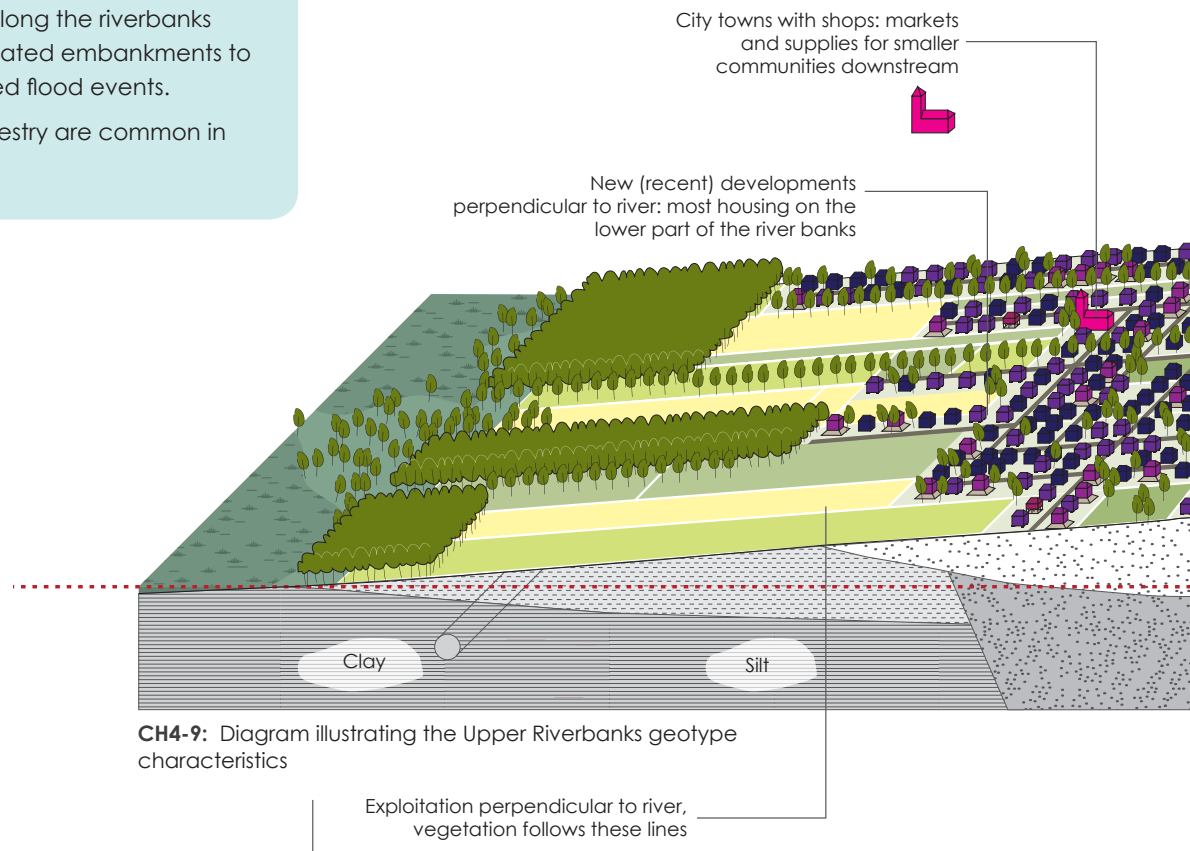 long the riverbanks
ated embankments to
ed flood events.
estry are common in
City towns with shops: markets
and supplies for smaller
communities downstream
New (recent) developments
perpendicular to river: most housing on the
lower part of the river banks
Clay
Silt
CH4-9: Diagram illustrating the Upper Riverbanks geotype
characteristics
Exploitation perpendicular to river,
vegetation follows these lines